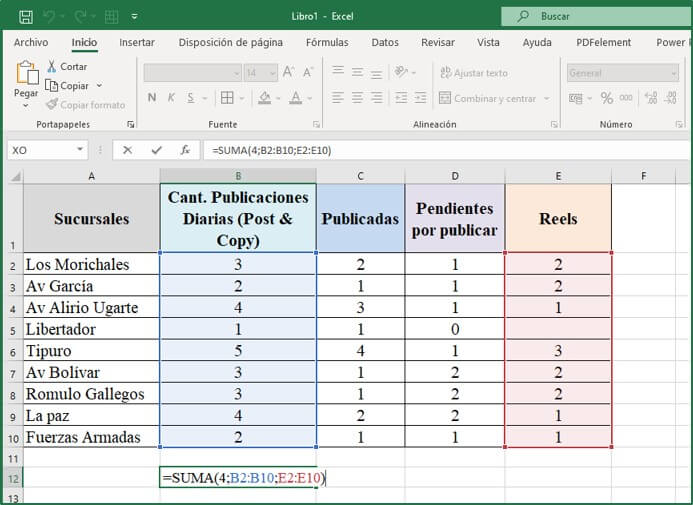 Libro1 - Excel
Buscar
Archivo Inicio Insertar Disposición de página Fórmulas Datos Revisar Vista Ayuda PDFelement Power
Pegar
Cortar
Copiar
Copiar formato
14 A A
N K S
ab Ajustar texto
Combinar y centrar
General
% 000
Portapapeles Fuente Alineación Número
XO fx =SUMA(4;B2:B10;E2:E10)
A B C D E F
1 Sucursales Cant. Publicaciones Diarias (Post & Copy) Publicadas Pendientes por publicar Reels
2 Los Morichales 3 2 1 2
3 Av García 2 1 1 2
4 Av Alirio Ugarte 4 3 1 1
5 Libertador 1 1 0
6 Tipuro 5 4 1 3
7 Av Bolívar 3 1 2 2
8 Romulo Gallegos 3 1 2 2
9 La paz 4 2 2 1
10 Fuerzas Armadas 2 1 1 1
11
12 =SUMA(4;B2:B10;E2:E10)
13